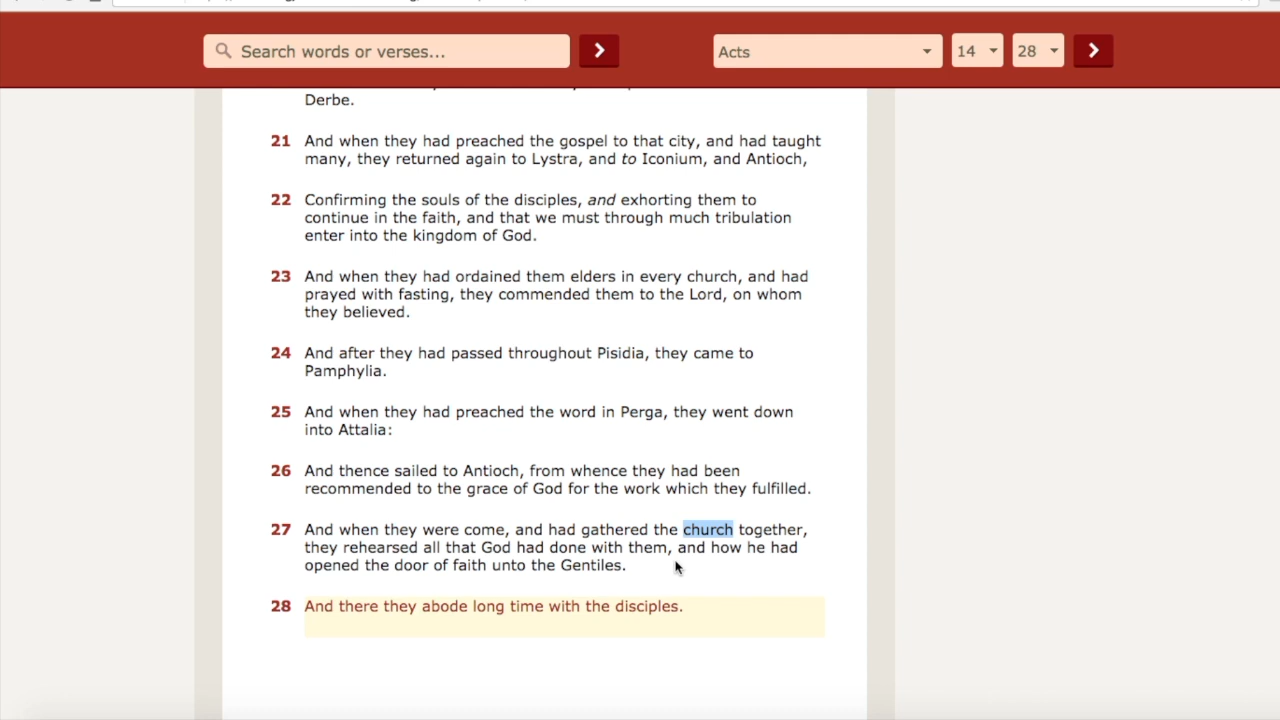 Search words or verses...
Acts
14
28
Derbe.
21 And when they had preached the gospel to that city, and had taught
many, they returned again to Lystra, and to Iconium, and Antioch,
22 Confirming the souls of the disciples, and exhorting them to
continue in the faith, and that we must through much tribulation
enter into the kingdom of God.
23 And when they had ordained them elders in every church, and had
prayed with fasting, they commended them to the Lord, on whom
they believed.
24 And after they had passed throughout Pisidia, they came to
Pamphylia.
25 And when they had preached the word in Perga, they went down
into Attalia:
26 And thence sailed to Antioch, from whence they had been
recommended to the grace of God for the work which they fulfilled.
27 And when they were come, and had gathered the church together,
they rehearsed all that God had done with them, and how he had
opened the door of faith unto the Gentiles.
28 And there they abode long time with the disciples.